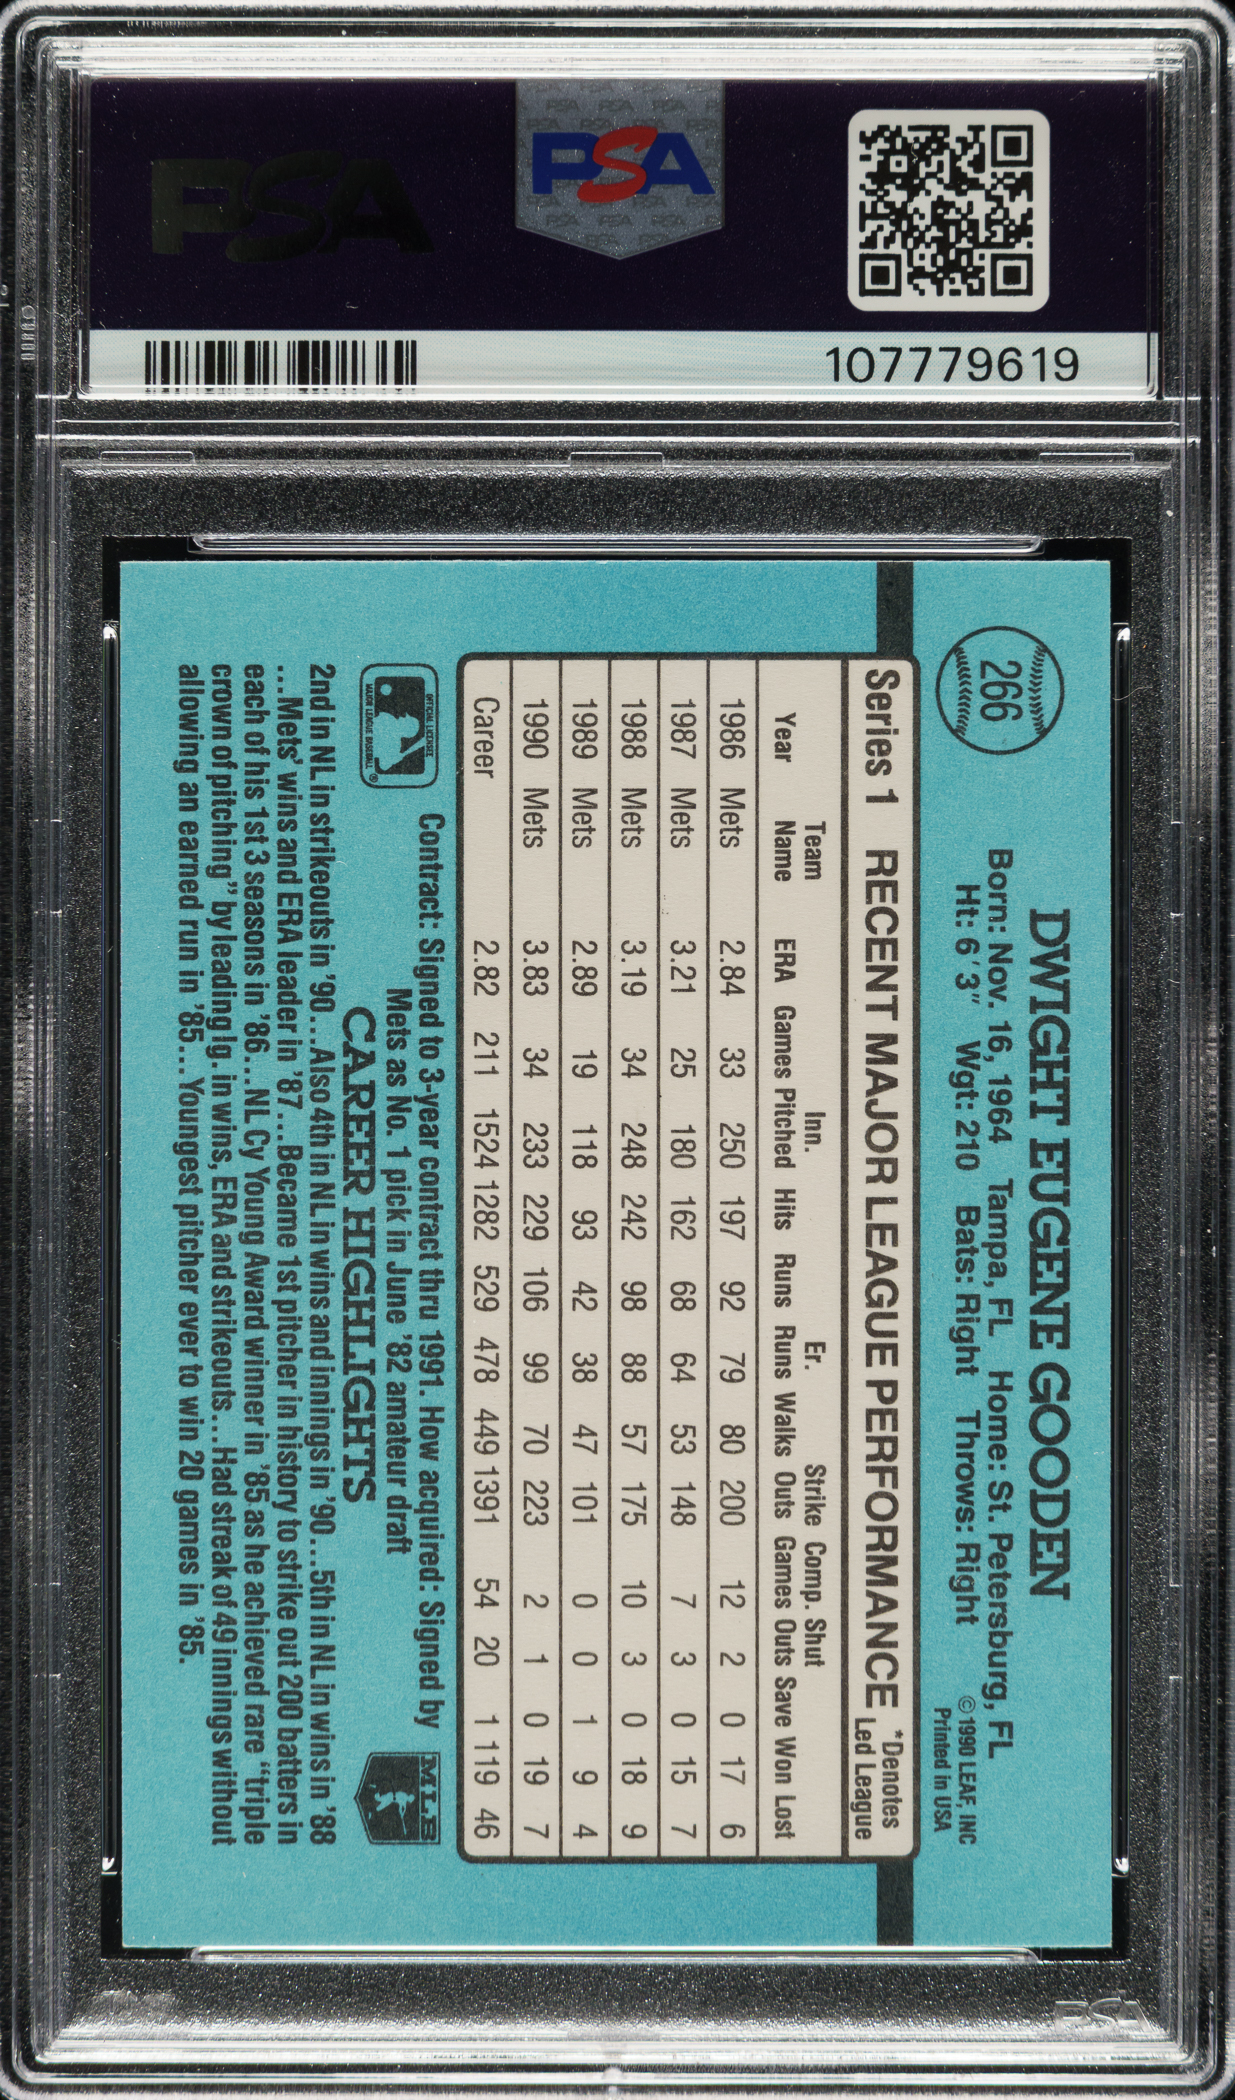 PSA
PSA
107779619
266
DWIGHT EUGENE GOODEN
Born: Nov. 16, 1964 Tampa, FL Home: St. Petersburg, FL
Ht: 6'3" Wgt: 210 Bats: Right Throws: Right
© 1990 LEAF, INC
Printed in USA
Series 1 RECENT MAJOR LEAGUE PERFORMANCE *Denotes Led League
Team Inn. Er. Strike Comp. Shut
Year Name ERA Games Pitched Hits Runs Runs Walks Outs Games Outs Save Won Lost
1986 Mets 2.84 33 250 197 92 79 80 200 12 2 0 17 6
1987 Mets 3.21 25 180 162 68 64 53 148 7 3 0 15 7
1988 Mets 3.19 34 248 242 98 88 57 175 10 3 0 18 9
1989 Mets 2.89 19 118 93 42 38 47 101 0 0 1 9 4
1990 Mets 3.83 34 233 229 106 99 70 223 2 1 0 19 7
Career 2.82 211 1524 1282 529 478 449 1391 54 20 1 119 46
OFFICIAL LICENSEE
MAJOR LEAGUE BASEBALL ®
Contract: Signed to 3-year contract thru 1991. How acquired: Signed by
Mets as No. 1 pick in June '82 amateur draft
MLB
CAREER HIGHLIGHTS
2nd in NL in strikeouts in '90...Also 4th in NL in wins and innings in '90...5th in NL in wins in '88
...Mets' wins and ERA leader in '87...Became 1st pitcher in history to strike out 200 batters in
each of his 1st 3 seasons in '86...NL Cy Young Award winner in '85 as he achieved rare "triple
crown of pitching" by leading lg. in wins, ERA and strikeouts...Had streak of 49 innings without
allowing an earned run in '85...Youngest pitcher ever to win 20 games in '85.
PSA